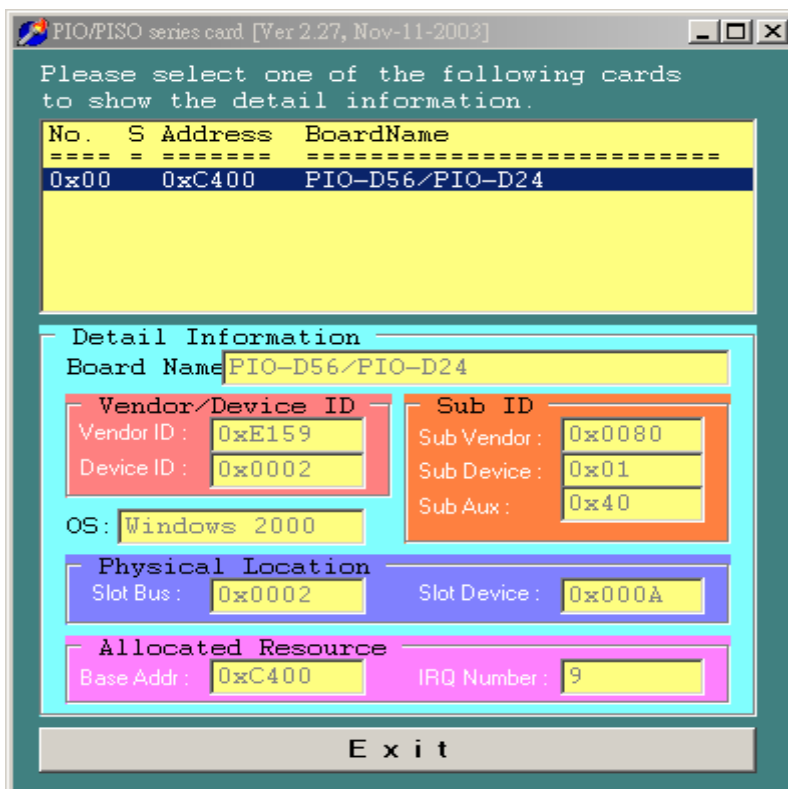 PIO/PISO series card [Ver 2.27, Nov-11-2003]
Please select one of the following cards
to show the detail information.
No. S Address BoardName
==== = ======= ==========================
0x00 0xC400 PIO-D56/PIO-D24
Detail Information
Board Name PIO-D56/PIO-D24
Vendor/Device ID Sub ID
Vendor ID : 0xE159 Sub Vendor : 0x0080
Device ID : 0x0002 Sub Device : 0x01
Sub Aux : 0x40
OS: Windows 2000
Physical Location
Slot Bus : 0x0002 Slot Device : 0x000A
Allocated Resource
Base Addr : 0xC400 IRQ Number : 9
E x i t